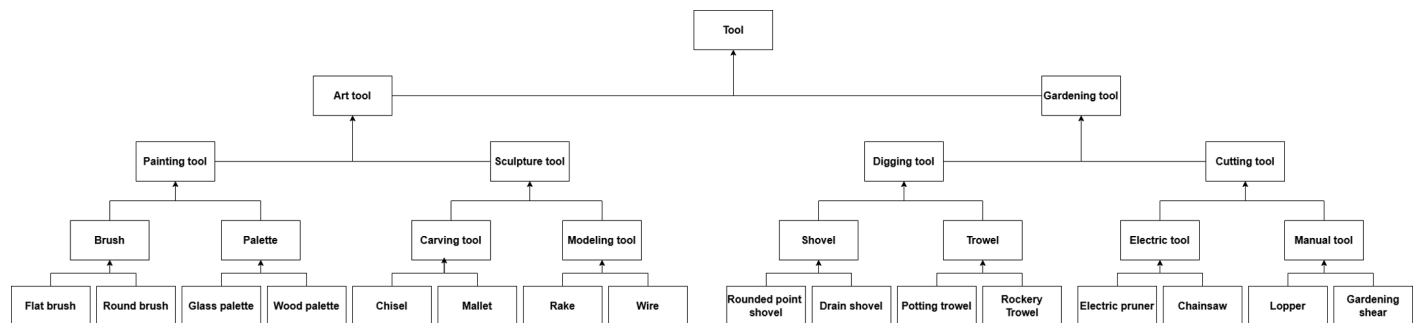 Tool
Art tool
Gardening tool
Painting tool
Sculpture tool
Digging tool
Cutting tool
Brush
Palette
Carving tool
Modeling tool
Shovel
Trowel
Electric tool
Manual tool
Flat brush
Round brush
Glass palette
Wood palette
Chisel
Mallet
Rake
Wire
Rounded point
shovel
Drain shovel
Potting trowel
Rockery
Trowel
Electric pruner
Chainsaw
Lopper
Gardening
shear